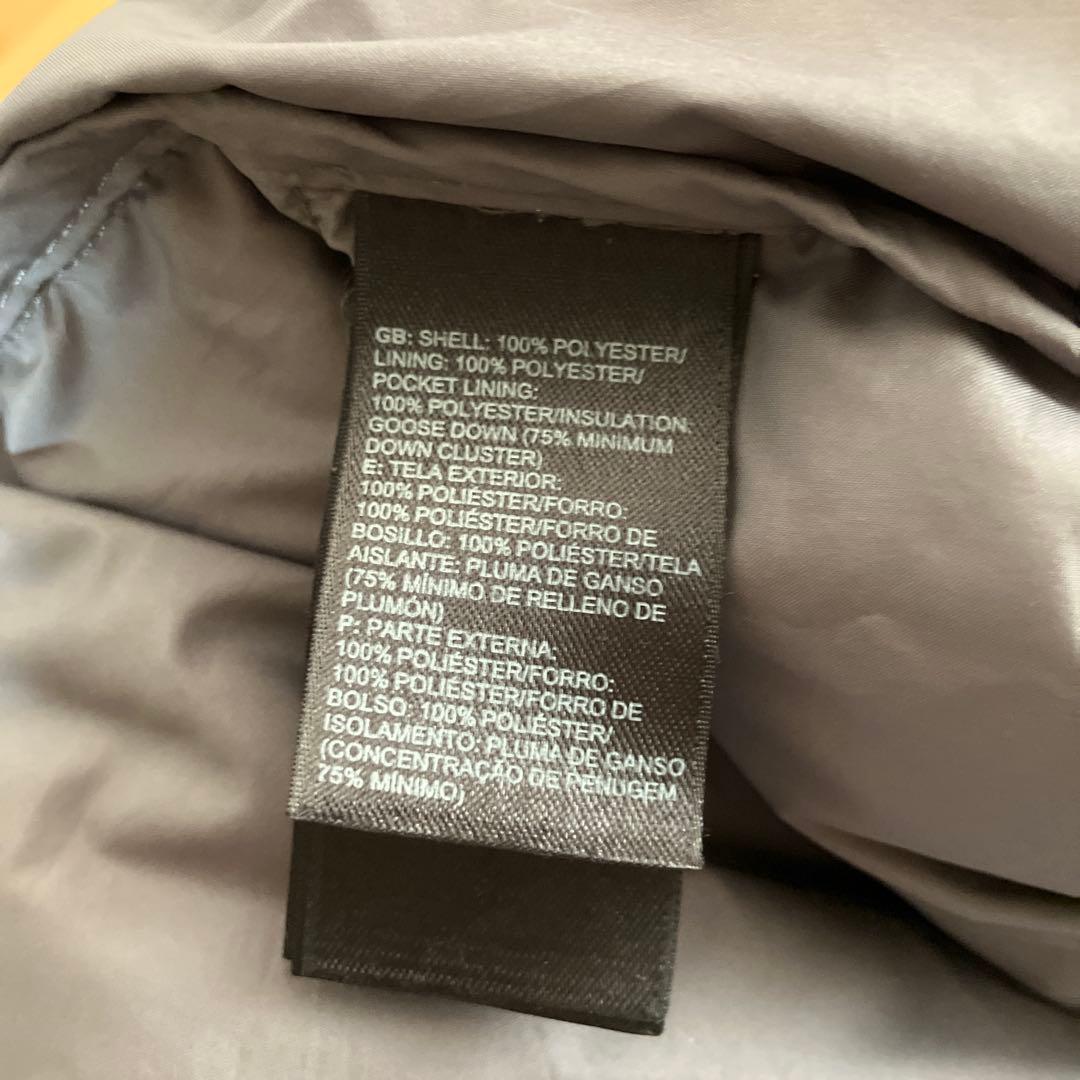 GB: SHELL: 100% POLYESTER/
LINING: 100% POLYESTER/
POCKET LINING:
100% POLYESTER/INSULATION:
GOOSE DOWN (75% MINIMUM
DOWN CLUSTER)
E: TELA EXTERIOR:
100% POLIÉSTER/FORRO:
100% POLIÉSTER/FORRO DE
BOSILLO: 100% POLIÉSTER/TELA
AISLANTE: PLUMA DE GANSO
(75% MÍNIMO DE RELLENO DE
PLUMÓN)
P: PARTE EXTERNA:
100% POLIÉSTER/FORRO:
100% POLIÉSTER/FORRO DE
BOLSO: 100% POLIÉSTER/
ISOLAMENTO: PLUMA DE GANSO
(CONCENTRAÇÃO DE PENUGEM
75% MÍNIMO)